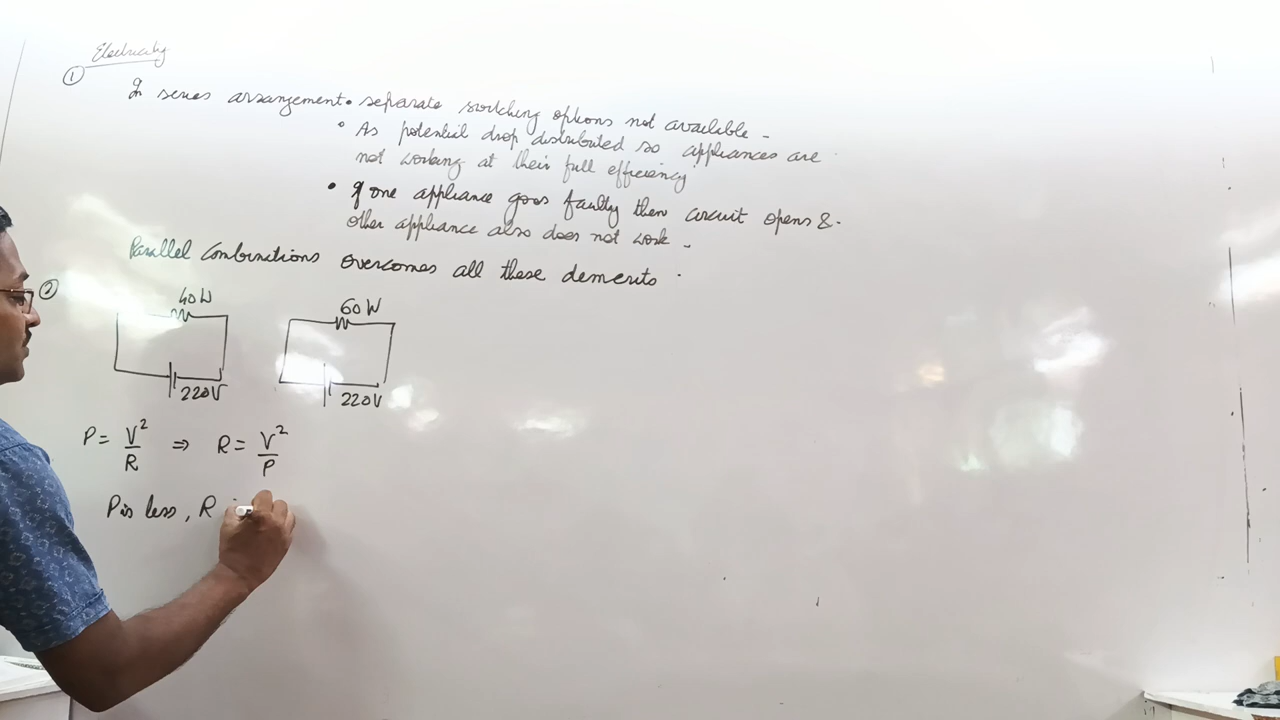 Electricity
① In series arrangement • separate switching options not available -
• As potential drop distributed so appliances are
not working at their full efficiency
• If one appliance goes faulty then circuit opens &
other appliance also does not work -
Parallel Combinations overcomes all these demerits .
②
40W 60W
220V 220V
P = V²/R ⇒ R = V²/P
P is less, R